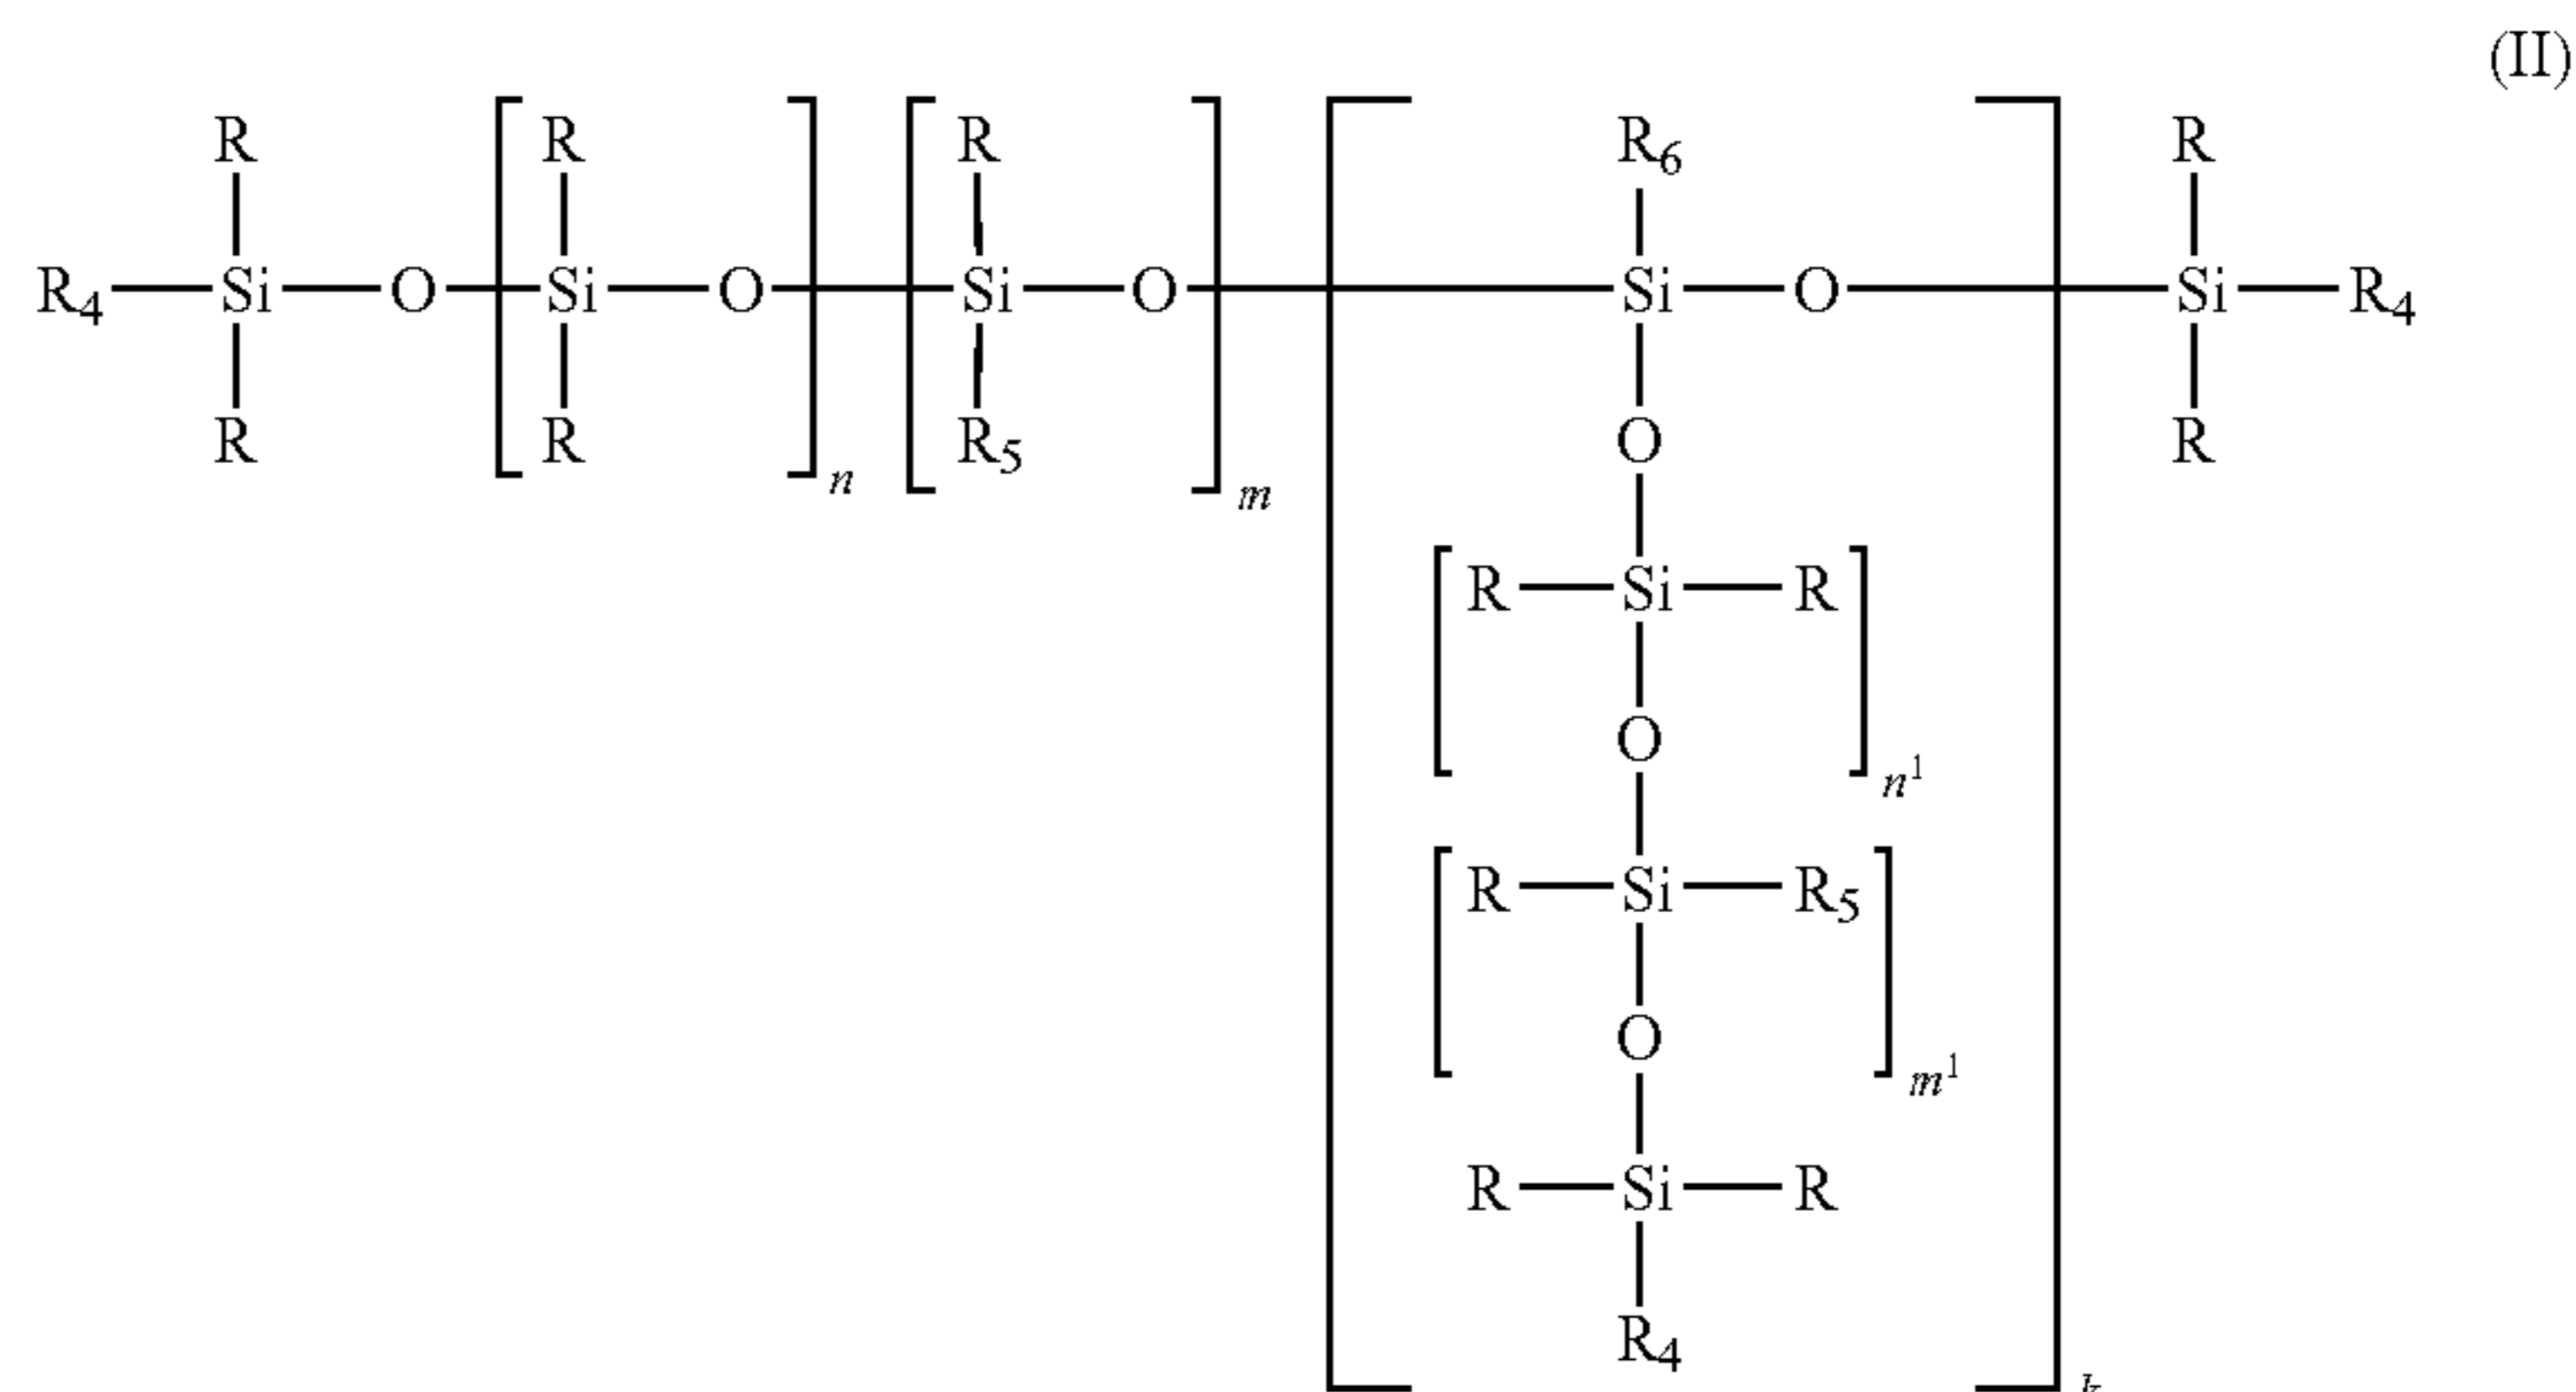 (II)
R R R R6 R
R4—Si—O—[Si—O]n—[Si—O]m—[Si—O]k—Si—R4
R R R5 O R
[R—Si—R]n1
O
[R—Si—R5]m1
O
R—Si—R
R4